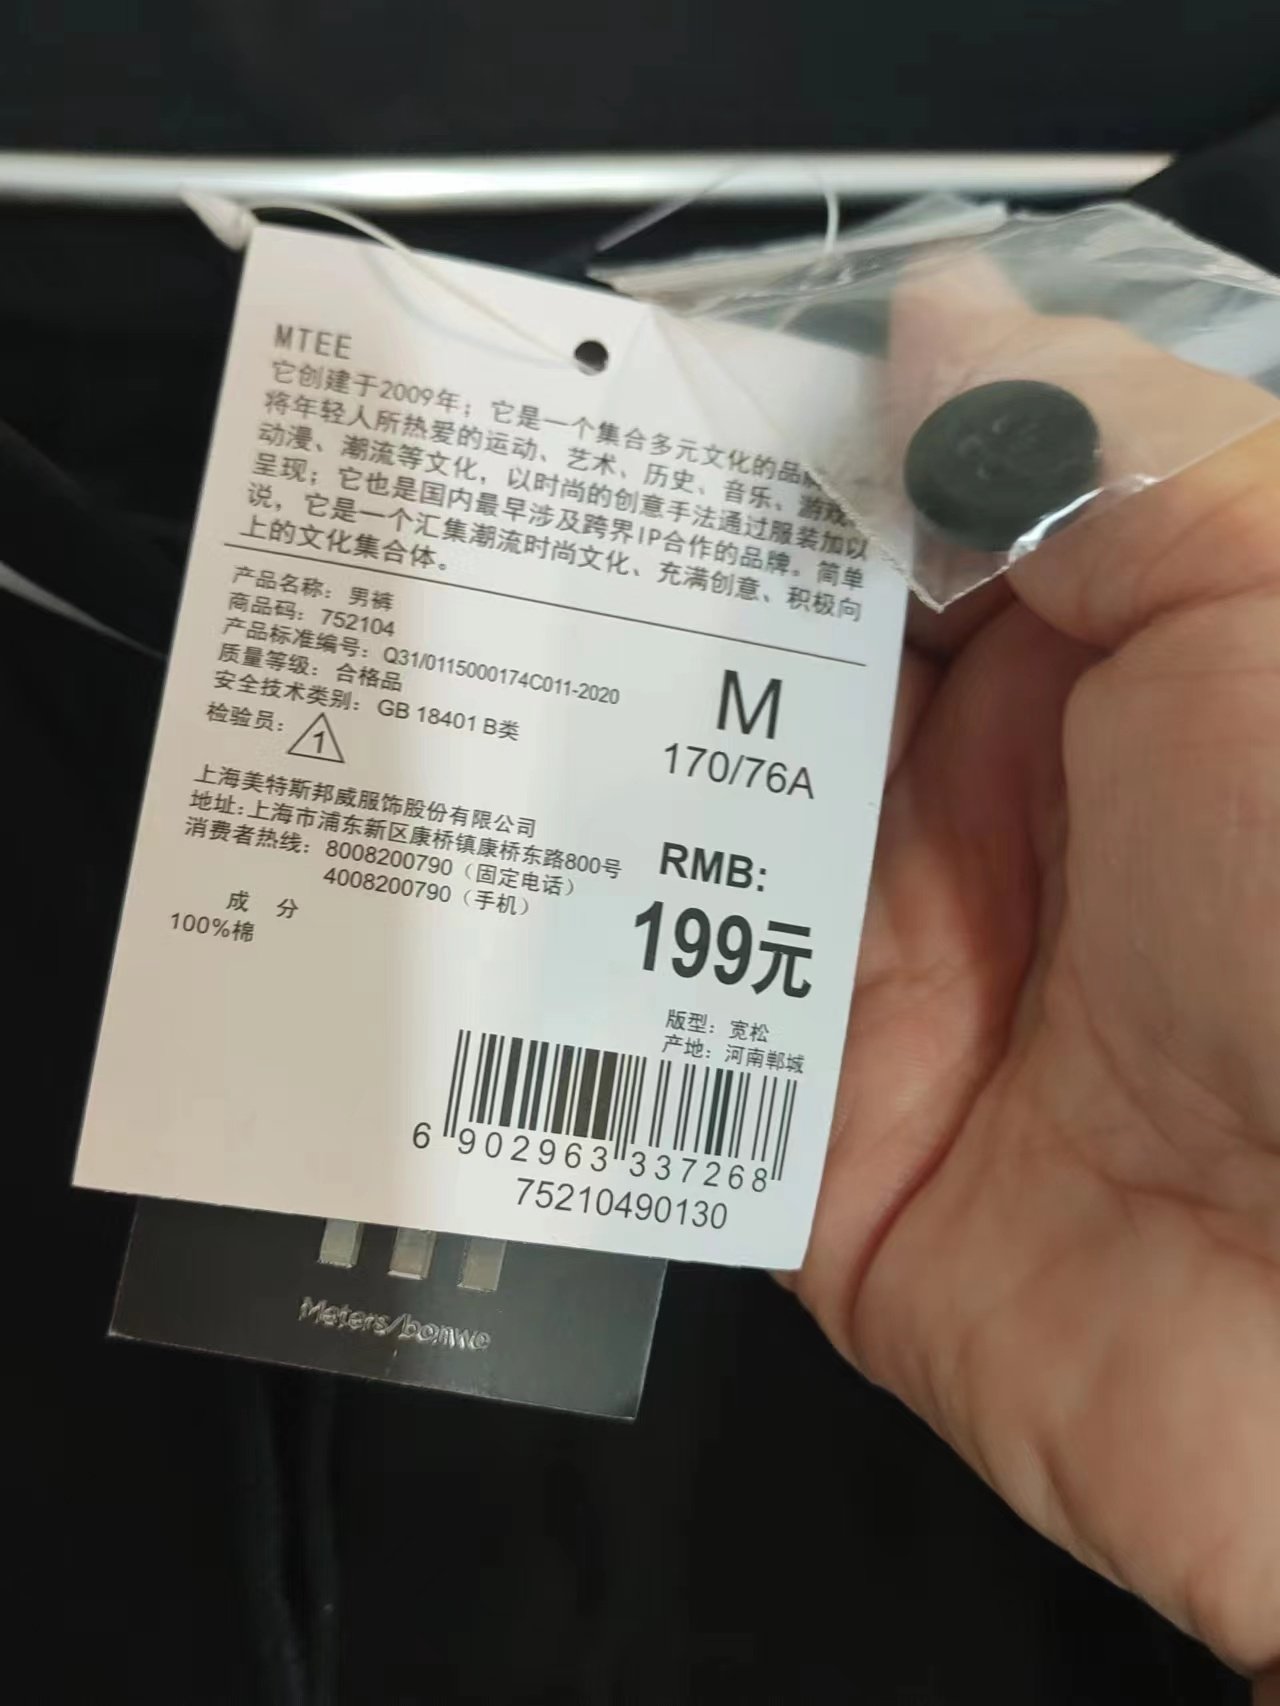 MTEE
它创建于2009年；它是一个集合多元文化的品
将年轻人所热爱的运动、艺术、历史、音乐、游戏
动漫、潮流等文化，以时尚的创意手法通过服装加以
呈现；它也是国内最早涉及跨界IP合作的品牌。简单
说，它是一个汇集潮流时尚文化、充满创意、积极向
上的文化集合体。
产品名称：男裤
商品码：752104
产品标准编号：Q31/0115000174C011-2020
质量等级：合格品
安全技术类别：GB 18401 B类
检验员：1
M
170/76A
上海美特斯邦威服饰股份有限公司
地址：上海市浦东新区康桥镇康桥东路800号
消费者热线：8008200790（固定电话）
4008200790（手机）
成 分
100%棉
RMB:
199元
版型：宽松
产地：河南郸城
6 902963 337268
75210490130
Meters/bonwe